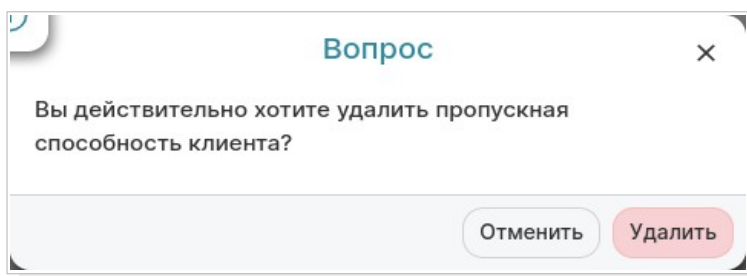 Вопрос
Вы действительно хотите удалить пропускная
способность клиента?
Отменить
Удалить